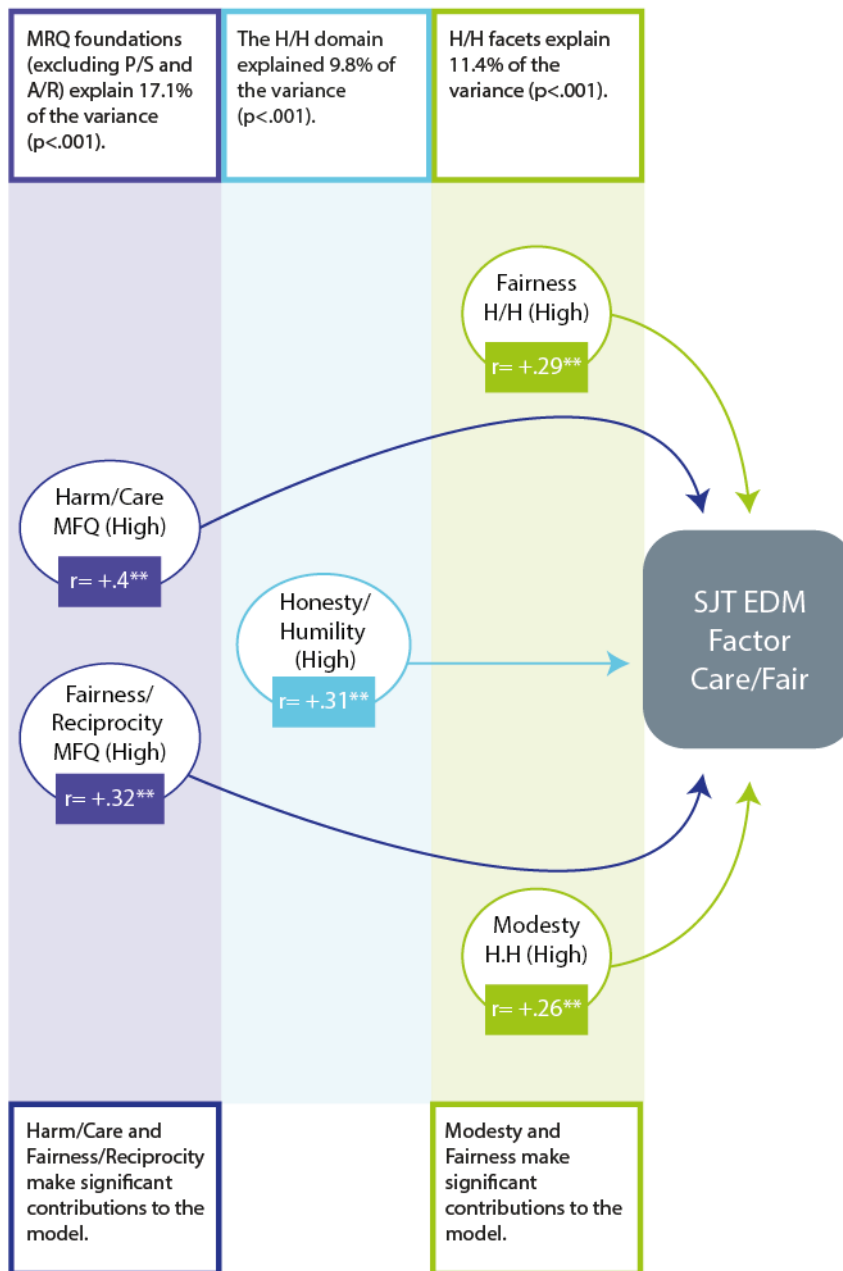 MRQ foundations
(excluding P/S and
A/R) explain 17.1%
of the variance
(p<.001).
The H/H domain
explained 9.8% of
the variance
(p<.001).
H/H facets explain
11.4% of the
variance (p<.001).
Fairness
H/H (High)
r= +.29**
Harm/Care
MFQ (High)
r= +.4**
Honesty/
Humility
(High)
r= +.31**
SJT EDM
Factor
Care/Fair
Fairness/
Reciprocity
MFQ (High)
r= +.32**
Modesty
H.H (High)
r= +.26**
Harm/Care and
Fairness/Reciprocity
make significant
contributions to the
model.
Modesty and
Fairness make
significant
contributions to the
model.